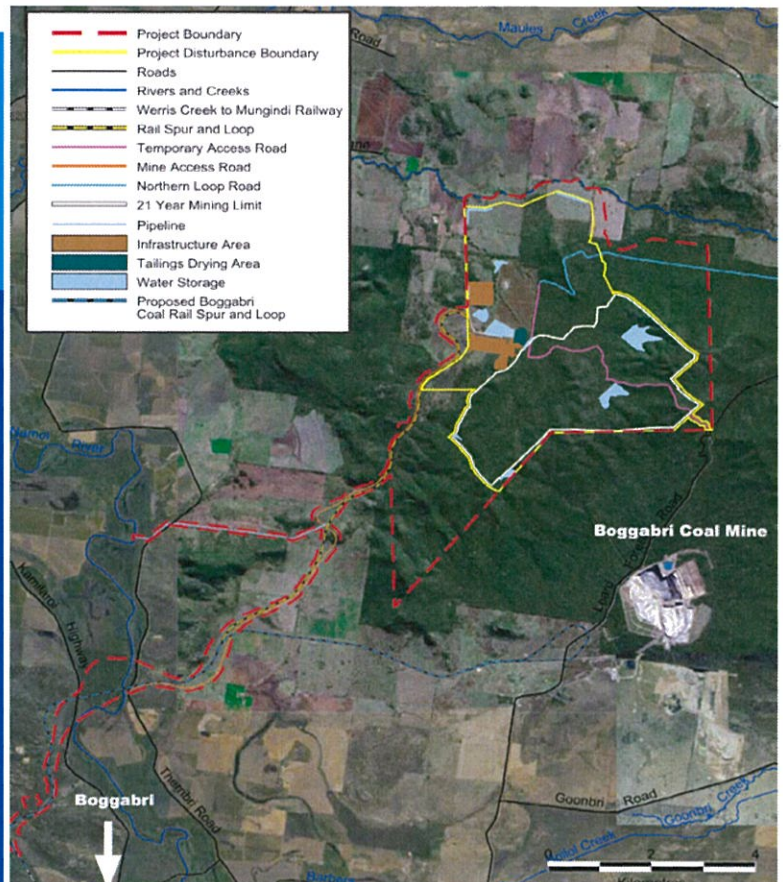 Project Boundary
Project Disturbance Boundary
Roads
Rivers and Creeks
Werris Creek to Mungindi Railway
Rail Spur and Loop
Temporary Access Road
Mine Access Road
Northern Loop Road
21 Year Mining Limit
Pipeline
Infrastructure Area
Tailings Drying Area
Water Storage
Proposed Boggabri
Coal Rail Spur and Loop
Maules Creek
Road
Namoi River
Boggabri Coal Mine
Road
Kamilaroi Highway
Boggabri
Therribri Road
Goonbri Road
Goonbri Creek
Creek
0 2 4